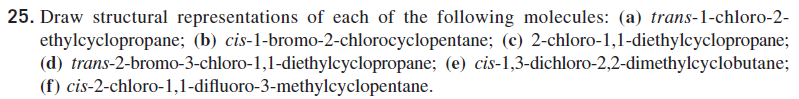 25. Draw structural representations of each of the following molecules: (a) trans-1-chloro-2-
ethylcyclopropane; (b) cis-1-bromo-2-chlorocyclopentane; (c) 2-chloro-1,1-diethylcyclopropane;
(d) trans-2-bromo-3-chloro-1,1-diethylcyclopropane; (e) cis-1,3-dichloro-2,2-dimethylcyclobutane;
(f) cis-2-chloro-1,1-difluoro-3-methylcyclopentane.